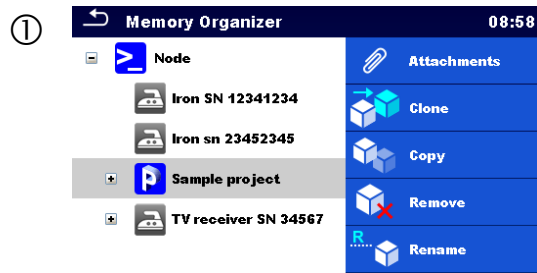 ①
Memory Organizer 08:58
Node
Attachments
Iron SN 12341234
Clone
Iron sn 23452345
Copy
Sample project
Remove
TV receiver SN 34567
R
Rename